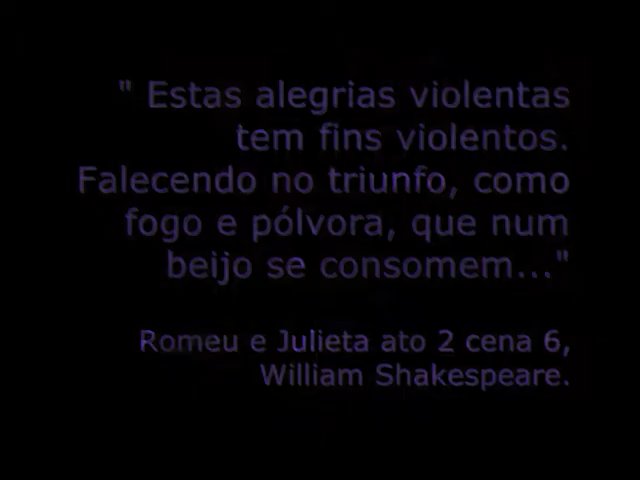 " Estas alegrias violentas
tem fins violentos.
Falecendo no triunfo, como
fogo e pólvora, que num
beijo se consomem..."
Romeu e Julieta ato 2 cena 6,
William Shakespeare.